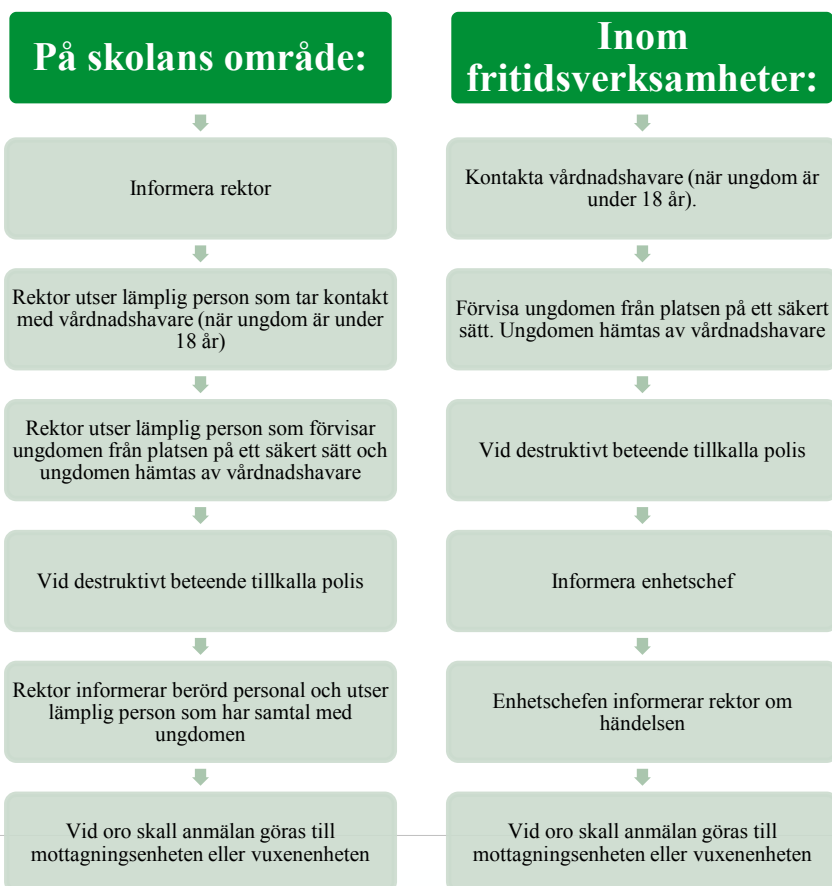 På skolans område:
Informera rektor
Rektor utser lämplig person som tar kontakt
med vårdnadshavare (när ungdom är under
18 år)
Rektor utser lämplig person som förvisar
ungdomen från platsen på ett säkert sätt och
ungdomen hämtas av vårdnadshavare
Vid destruktivt beteende tillkalla polis
Rektor informerar berörd personal och utser
lämplig person som har samtal med
ungdomen
Vid oro skall anmälan göras till
mottagningsenheten eller vuxenenheten
Inom
fritidsverksamheter:
Kontakta vårdnadshavare (när ungdom är
under 18 år).
Förvisa ungdomen från platsen på ett säkert
sätt. Ungdomen hämtas av vårdnadshavare
Vid destruktivt beteende tillkalla polis
Informera enhetschef
Enhetschefen informerar rektor om
händelsen
Vid oro skall anmälan göras till
mottagningsenheten eller vuxenenheten